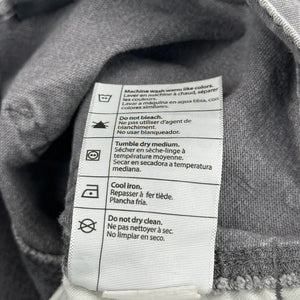 Machine wash warm like colors.
Laver en machine à chaud, séparer
les couleurs.
Lavar a máquina en agua tibia, con
colores similares.
Do not bleach.
Ne pas utiliser d'agent de
blanchiment.
No usar blanqueador.
Tumble dry medium.
Sécher en sèche-linge à
température moyenne.
Secar en secadora a temperatura
mediana.
Cool iron.
Repasser à fer tiède.
Plancha fría.
Do not dry clean.
Ne pas nettoyer à sec.
No limpiar en seco.